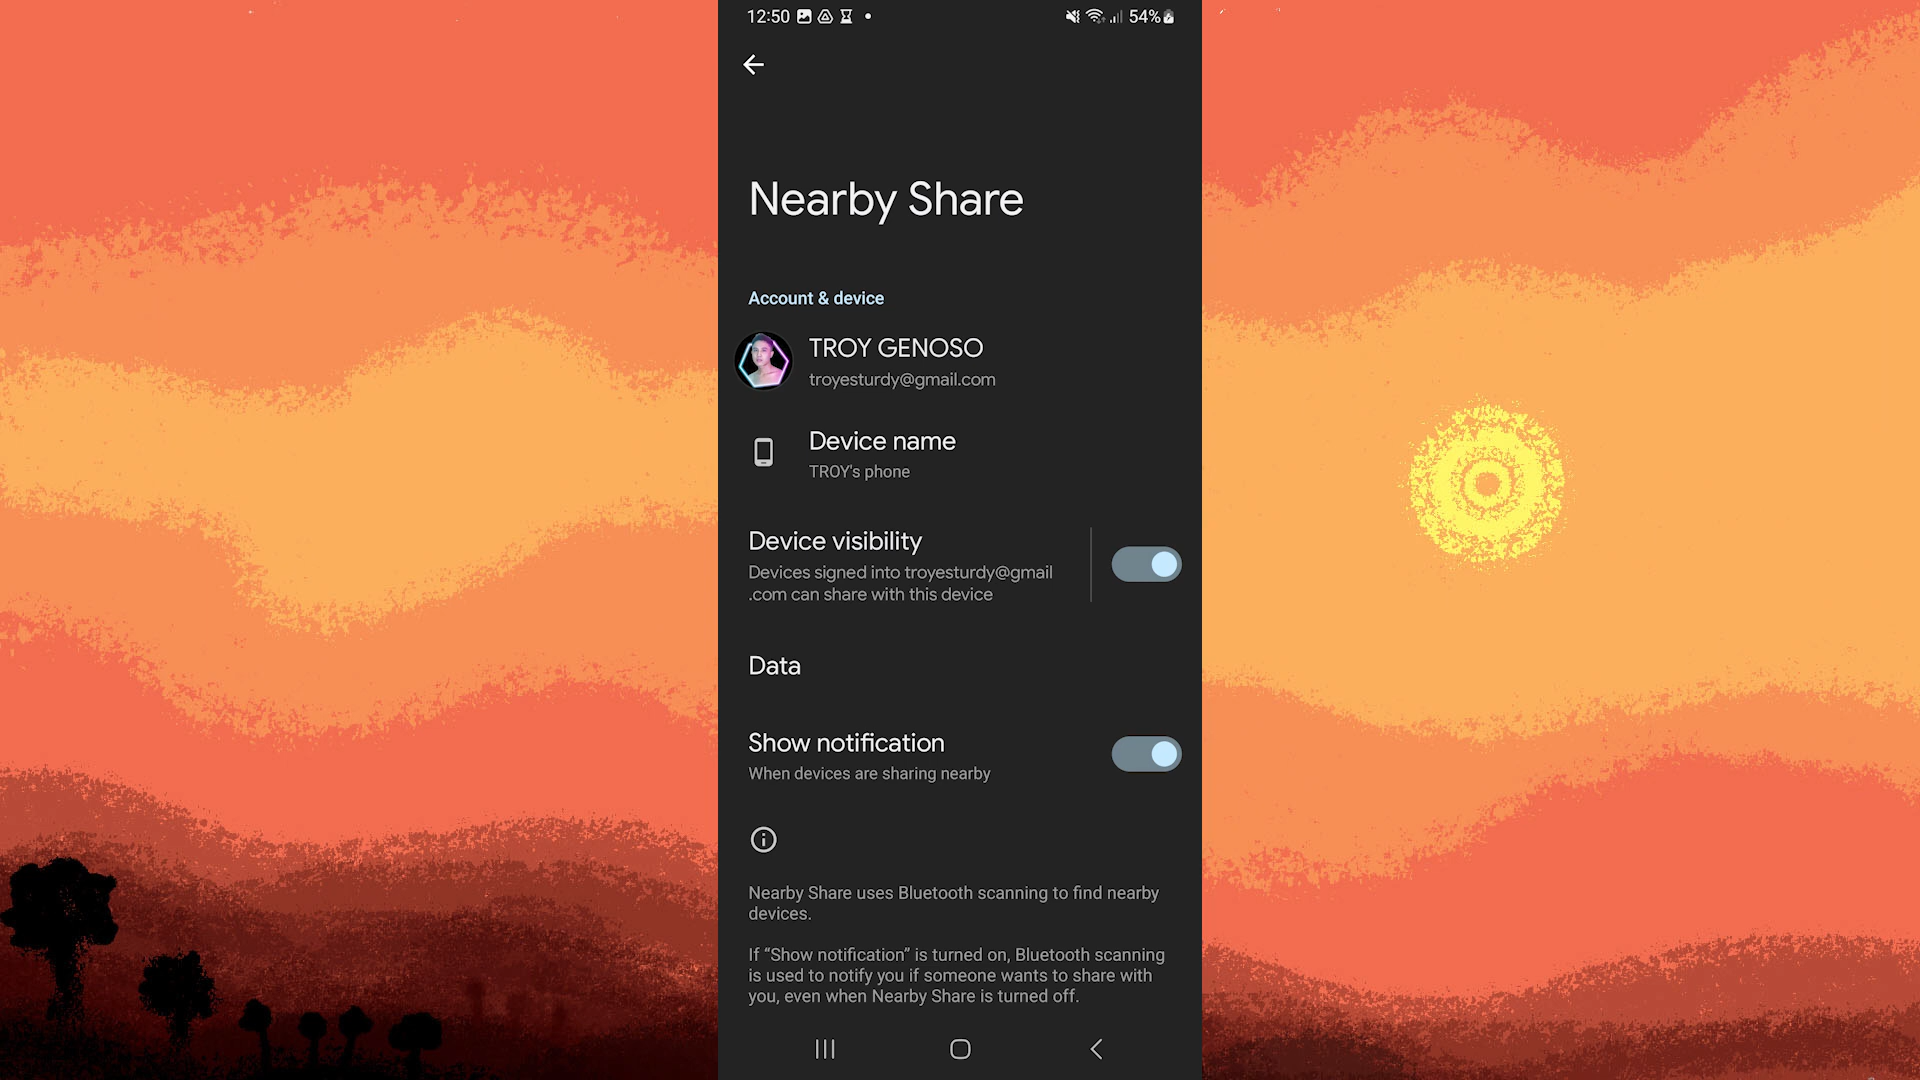 12:50
54%
Nearby Share
Account & device
TROY GENOSO
troyesturdy@gmail.com
Device name
TROY's phone
Device visibility
Devices signed into troyesturdy@gmail
.com can share with this device
Data
Show notification
When devices are sharing nearby
Nearby Share uses Bluetooth scanning to find nearby
devices.
If “Show notification” is turned on, Bluetooth scanning
is used to notify you if someone wants to share with
you, even when Nearby Share is turned off.